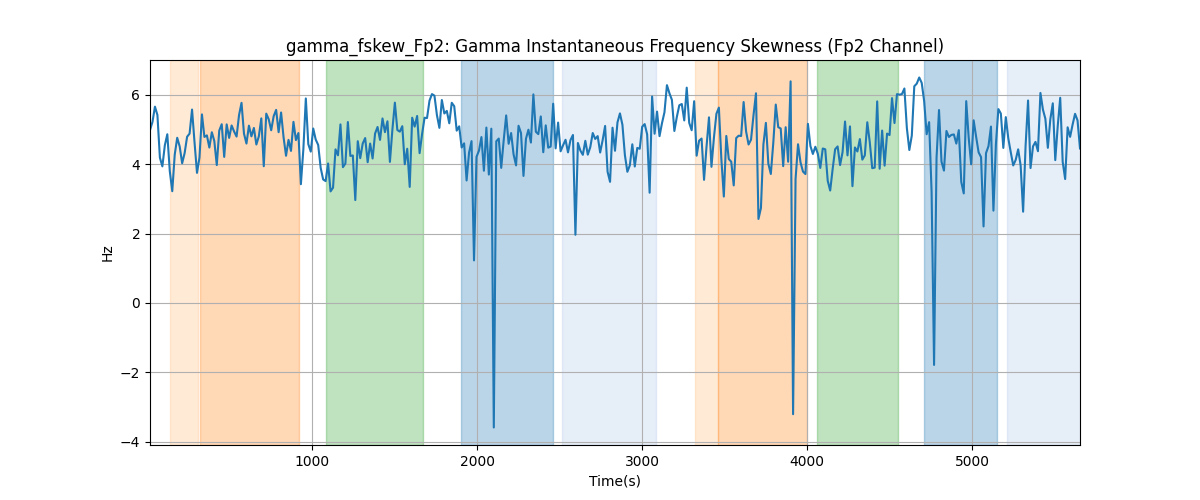 gamma_fskew_Fp2: Gamma Instantaneous Frequency Skewness (Fp2 Channel)
6
4
2
0
−2
−4
Hz
1000 2000 3000 4000 5000
Time(s)